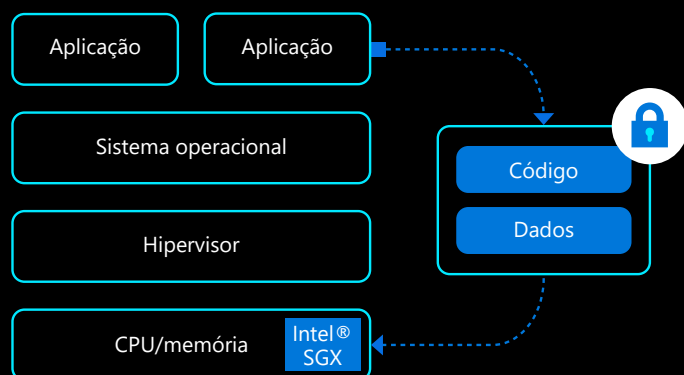 Aplicação
Aplicação
Sistema operacional
Código
Dados
Hipervisor
CPU/memória
Intel®
SGX